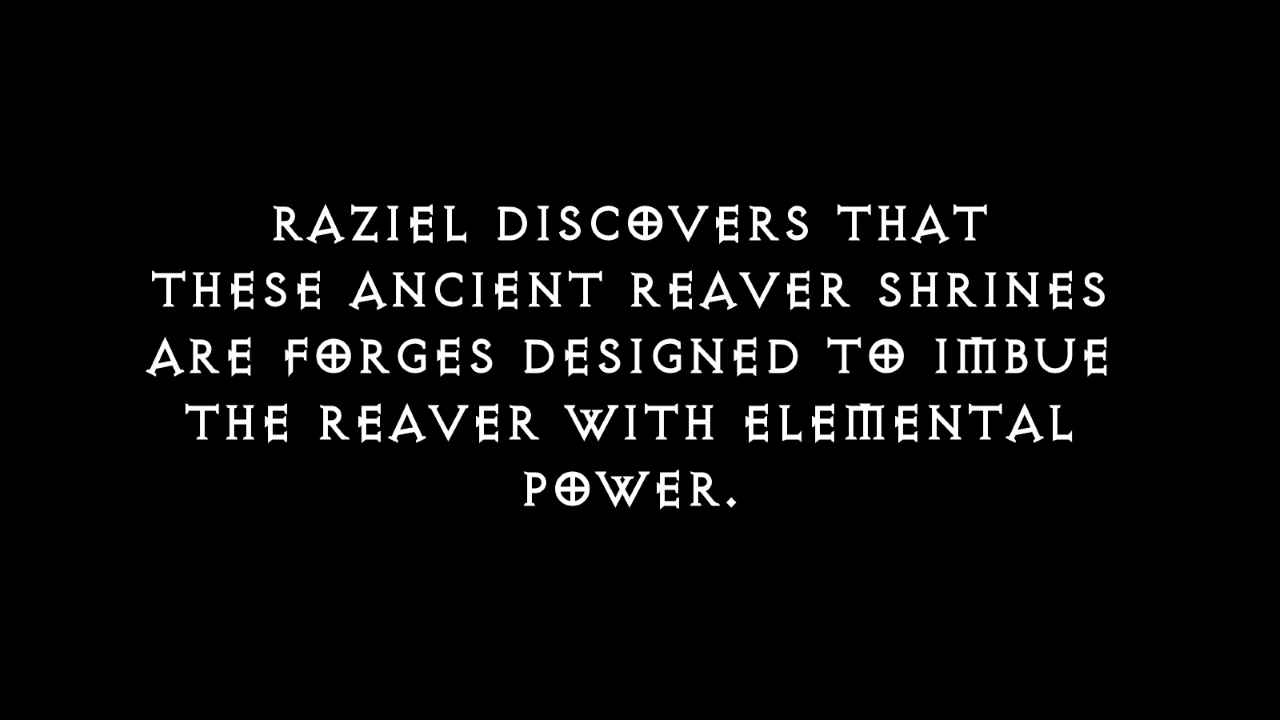 RAZIEL DISCOVERS THAT
THESE ANCIENT REAVER SHRINES
ARE FORGES DESIGNED TO IMBUE
THE REAVER WITH ELEMENTAL
POWER.